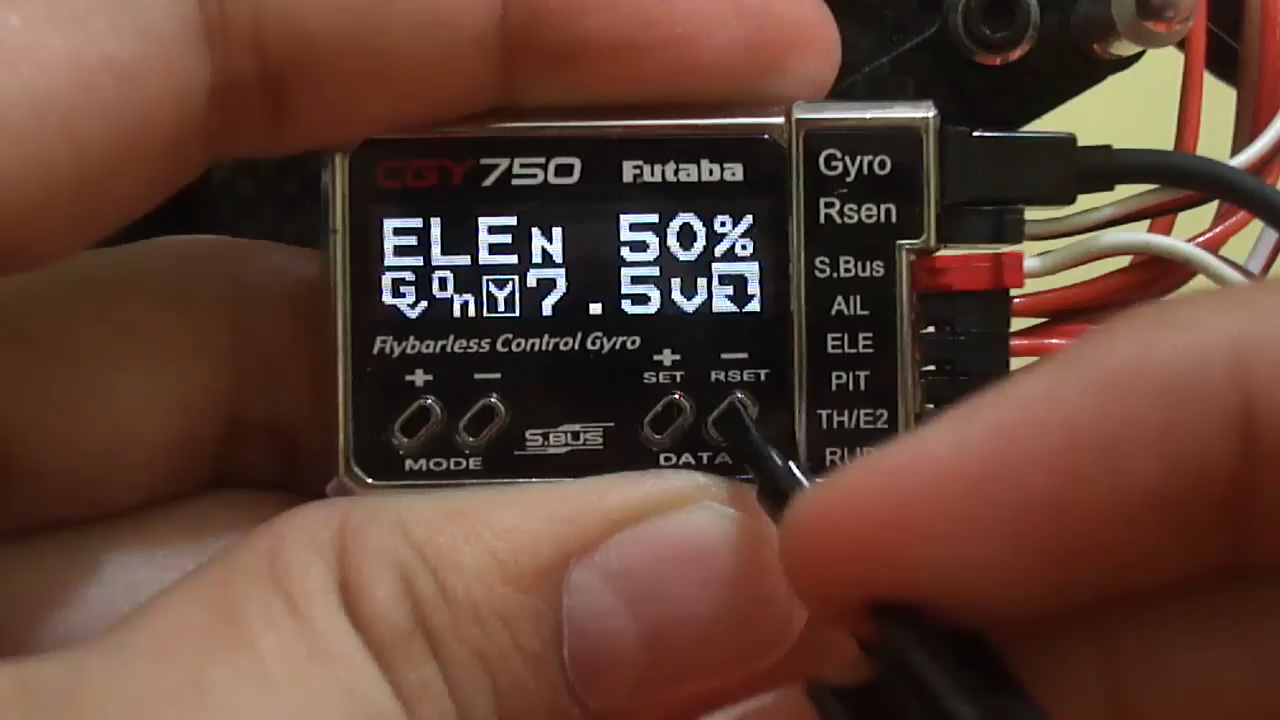 CGY750 Futaba
ELEn 50%
G On Y 7.5v
Flybarless Control Gyro
+ − + −
SET RSET
S.BUS
MODE DATA
Gyro
Rsen
S.Bus
AIL
ELE
PIT
TH/E2